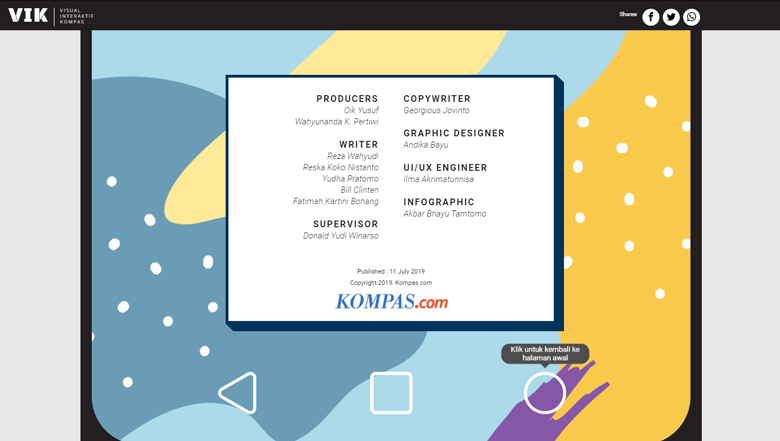 VIK
VISUAL
INTERAKTIF
KOMPAS
Shares
PRODUCERS
Oik Yusuf
Wahyunanda K. Pertiwi
WRITER
Reza Wahyudi
Reska Koko Nistanto
Yudha Pratomo
Bill Clinten
Fatimah Kartini Bohang
SUPERVISOR
Donald Yudi Winarso
COPYWRITER
Georgious Jovinto
GRAPHIC DESIGNER
Andika Bayu
UI/UX ENGINEER
Ilma Akrimatunnisa
INFOGRAPHIC
Akbar Bhayu Tamtomo
Published : 11 July 2019
Copyright 2019. Kompas.com
KOMPAS.com
Klik untuk kembali ke
halaman awal